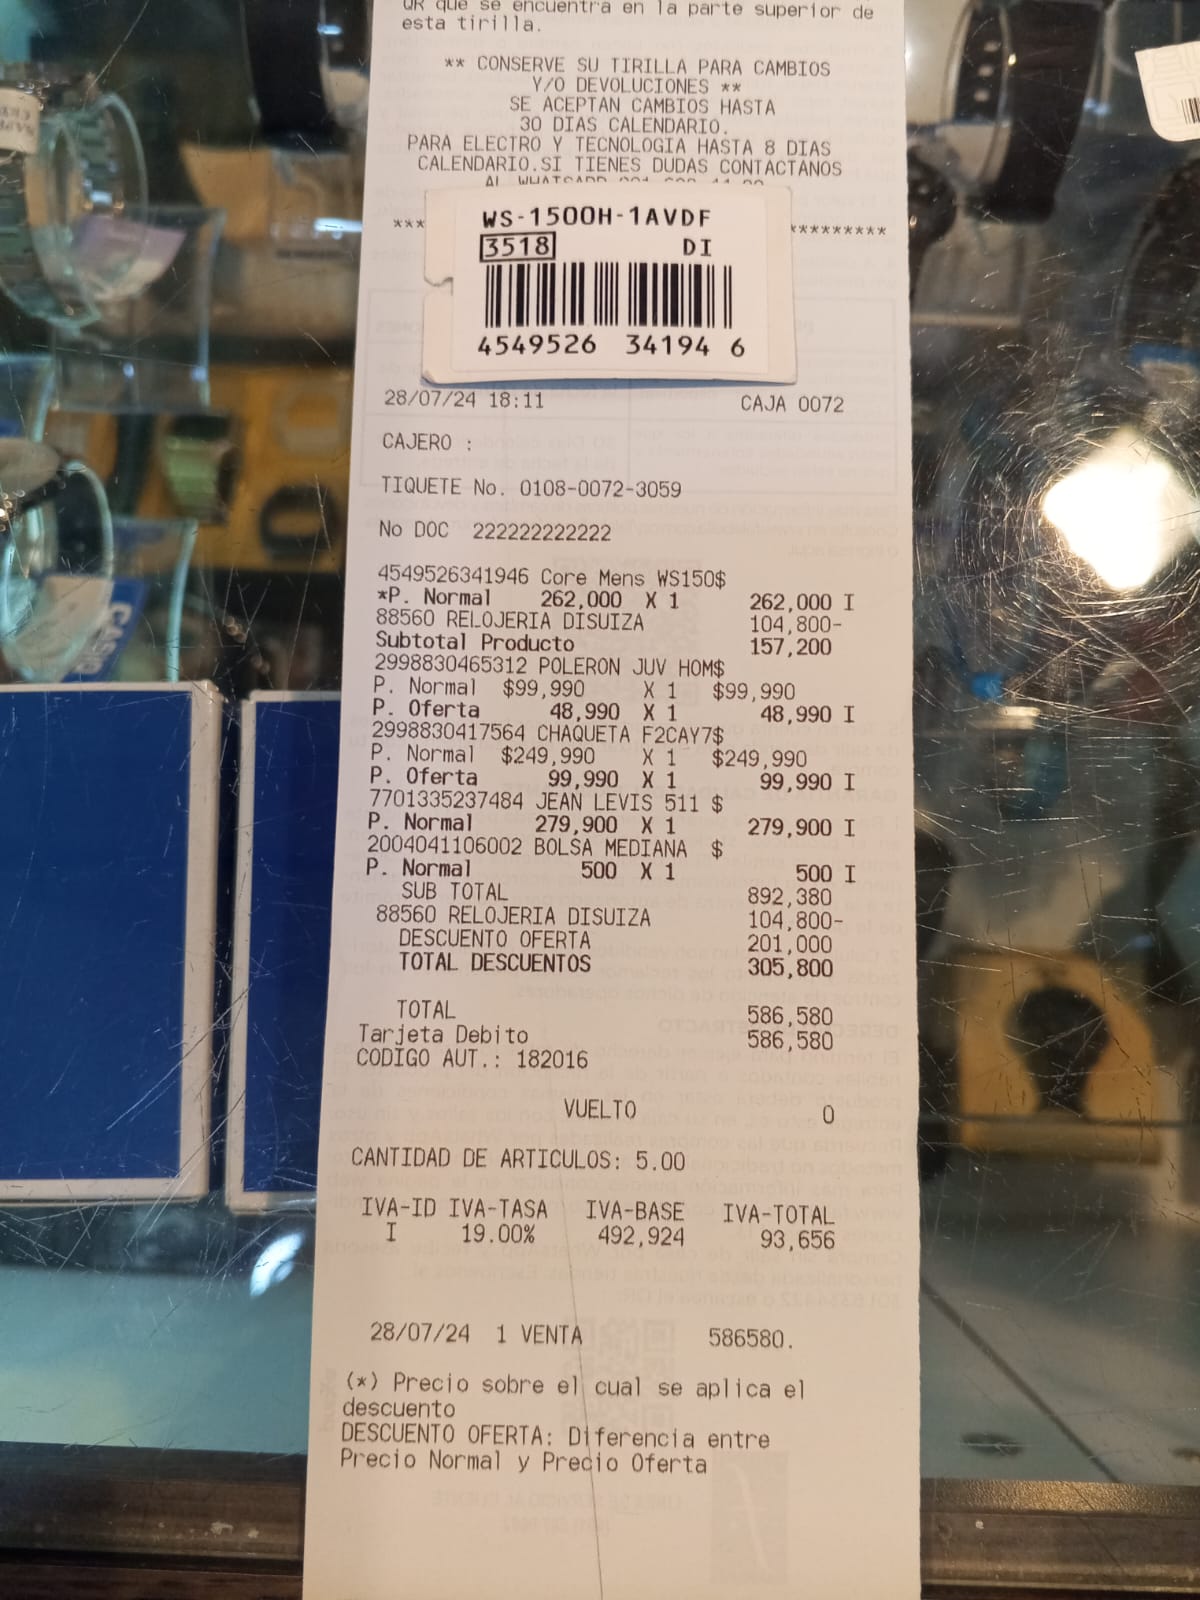 QR que se encuentra en la parte superior de
esta tirilla.
** CONSERVE SU TIRILLA PARA CAMBIOS
Y/O DEVOLUCIONES **
SE ACEPTAN CAMBIOS HASTA
30 DIAS CALENDARIO.
PARA ELECTRO Y TECNOLOGIA HASTA 8 DIAS
CALENDARIO.SI TIENES DUDAS CONTACTANOS
AL WHATSAPP
*** *********
WS-1500H-1AVDF
3518 DI
4549526 34194 6
28/07/24 18:11 CAJA 0072
CAJERO :
TIQUETE No. 0108-0072-3059
No DOC 222222222222
4549526341946 Core Mens WS150$
*P. Normal 262,000 X 1 262,000 I
88560 RELOJERIA DISUIZA 104,800-
Subtotal Producto 157,200
2998830465312 POLERON JUV HOM$
P. Normal $99,990 X 1 $99,990
P. Oferta 48,990 X 1 48,990 I
2998830417564 CHAQUETA F2CAY7$
P. Normal $249,990 X 1 $249,990
P. Oferta 99,990 X 1 99,990 I
7701335237484 JEAN LEVIS 511 $
P. Normal 279,900 X 1 279,900 I
2004041106002 BOLSA MEDIANA $
P. Normal 500 X 1 500 I
SUB TOTAL 892,380
88560 RELOJERIA DISUIZA 104,800-
DESCUENTO OFERTA 201,000
TOTAL DESCUENTOS 305,800
TOTAL 586,580
Tarjeta Debito 586,580
CODIGO AUT.: 182016
VUELTO 0
CANTIDAD DE ARTICULOS: 5.00
IVA-ID IVA-TASA IVA-BASE IVA-TOTAL
I 19.00% 492,924 93,656
28/07/24 1 VENTA 586580.
(*) Precio sobre el cual se aplica el
descuento
DESCUENTO OFERTA: Diferencia entre
Precio Normal y Precio Oferta
CASIO